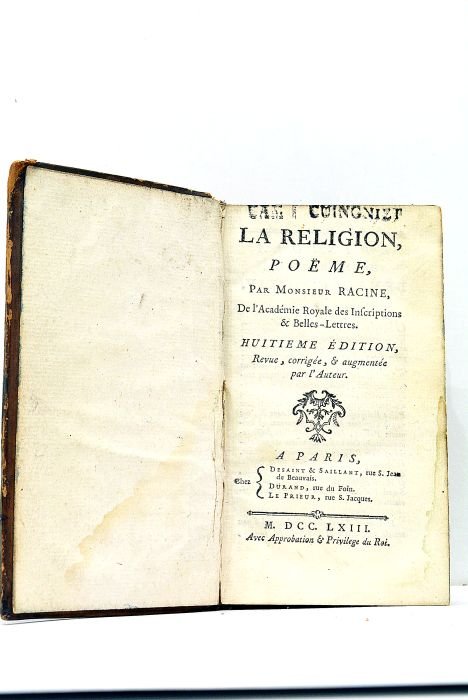 CUINGNIET
LA RELIGION,
POËME,
PAR MONSIEUR RACINE,
De l'Académie Royale des Inſcriptions
& Belles-Lettres.
HUITIEME ÉDITION,
Revue, corrigée, & augmentée
par l'Auteur.
A PARIS,
Chez
DESAINT & SAILLANT, rue S. Jean
de Beauvais.
DURAND, rue du Foin.
LE PRIEUR, rue S. Jacques.
M. DCC. LXIII.
Avec Approbation & Privilege du Roi.